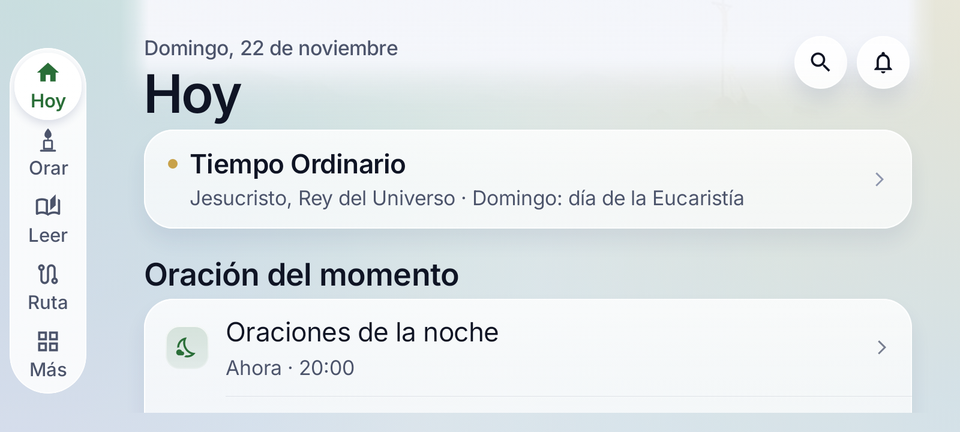 Domingo, 22 de noviembre
Hoy
Tiempo Ordinario
Jesucristo, Rey del Universo · Domingo: día de la Eucaristía
Oración del momento
Oraciones de la noche
Ahora · 20:00
Hoy
Orar
Leer
Ruta
Más